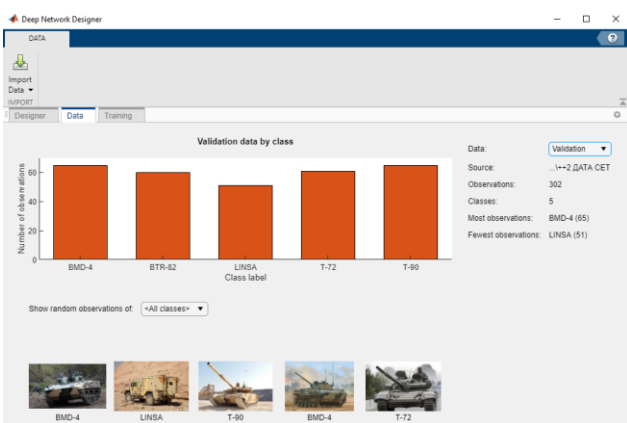 Deep Network Designer
DATA
Import
Data
IMPORT
Designer Data Training
Validation data by class
Number of observations
60
40
20
0
BMD-4 BTR-82 LINSA T-72 T-90
Class label
Data: Validation
Source: ...\++2 ДАТА СЕТ
Observations: 302
Classes: 5
Most observations: BMD-4 (65)
Fewest observations: LINSA (51)
Show random observations of: <All classes>
BMD-4 LINSA T-90 BMD-4 T-72